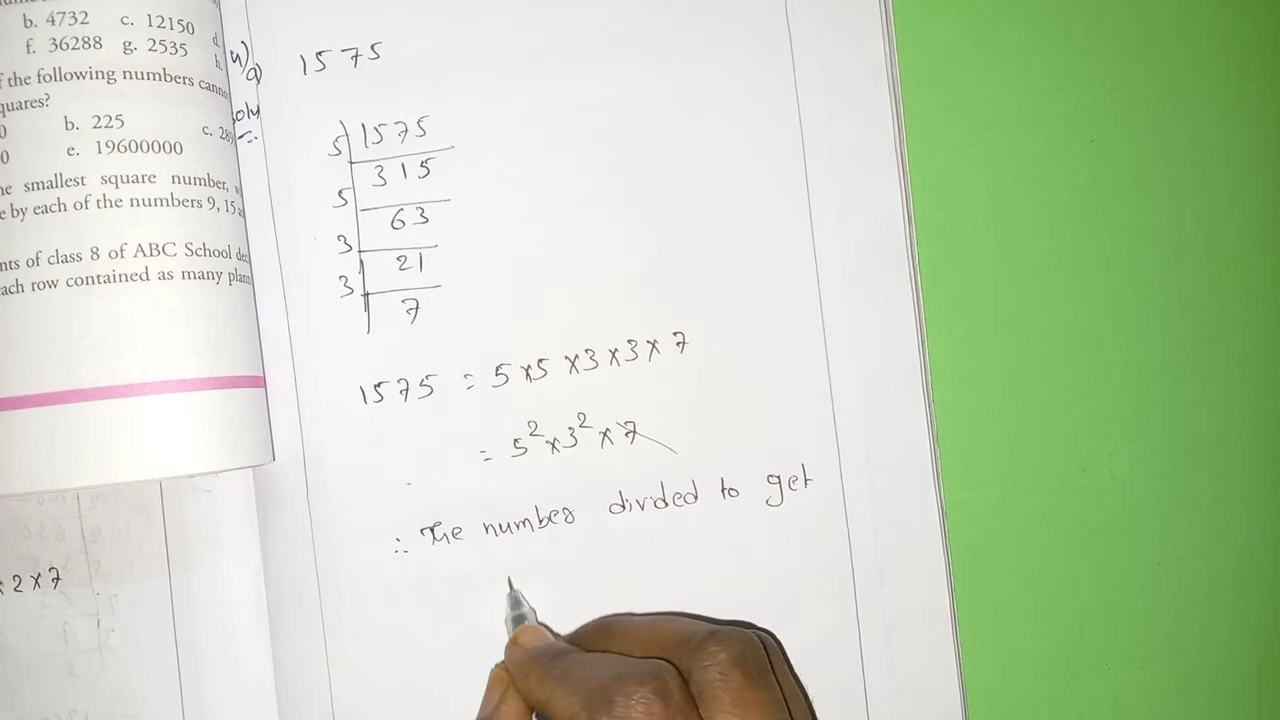 b. 4732 c. 12150 d.
f. 36288 g. 2535 h.
the following numbers
quares?
b. 225 c.
e. 19600000
smallest square number,
by each of the numbers 9, 15
nts of class 8 of ABC School
ach row contained as many
2 x 7
4) a) 1575
Soln
5 1575
5 315
3 63
3 21
7
1575 = 5 x 5 x 3 x 3 x 7
= 5² x 3² x 7
∴ The number divided to get